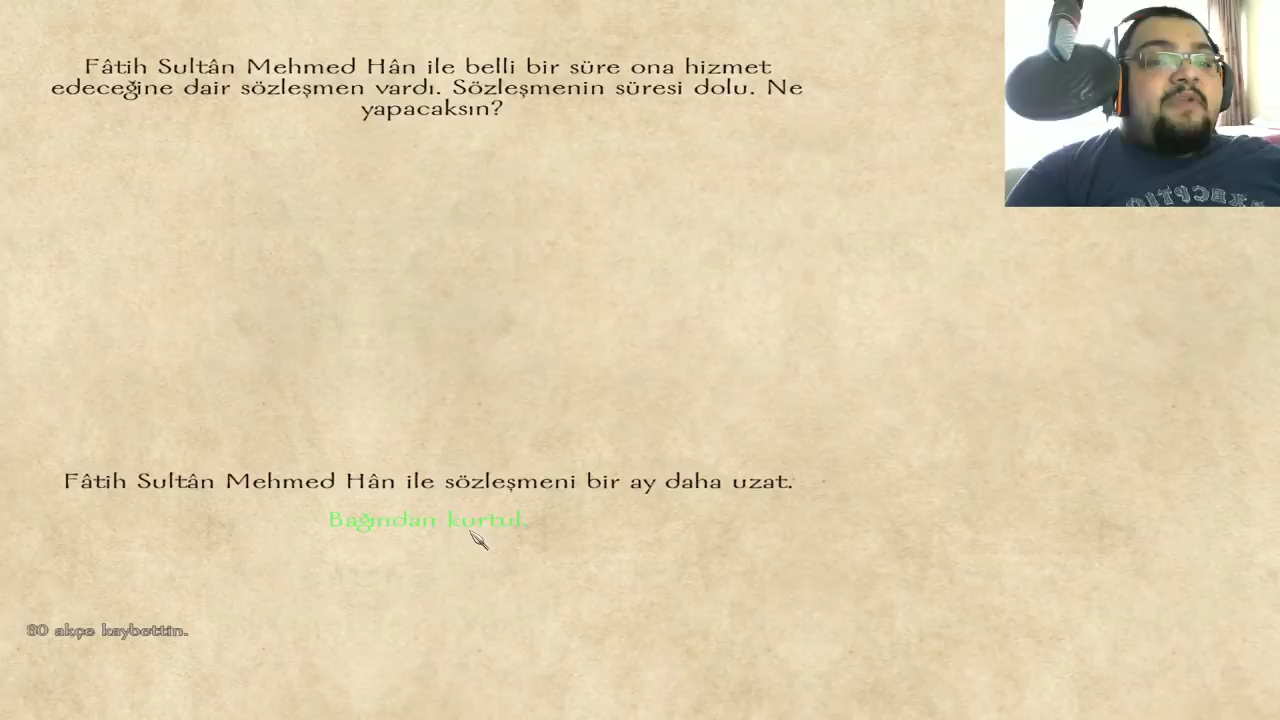 Fâtih Sultân Mehmed Hân ile belli bir süre ona hizmet
edeceğine dair sözleşmen vardı. Sözleşmenin süresi dolu. Ne
yapacaksın?
Fâtih Sultân Mehmed Hân ile sözleşmeni bir ay daha uzat.
Bağından kurtul.
80 akçe kaybettin.